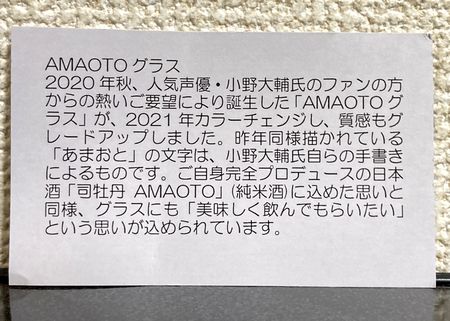 AMAOTO グラス
2020 年秋、人気声優・小野大輔氏のファンの方
からの熱いご要望により誕生した「AMAOTO グ
ラス」が、2021 年カラーチェンジし、質感もグ
レードアップしました。昨年同様描かれている
「あまおと」の文字は、小野大輔氏自らの手書き
によるものです。ご自身完全プロデュースの日本
酒「司牡丹 AMAOTO」(純米酒)に込めた思いと
同様、グラスにも「美味しく飲んでもらいたい」
という思いが込められています。